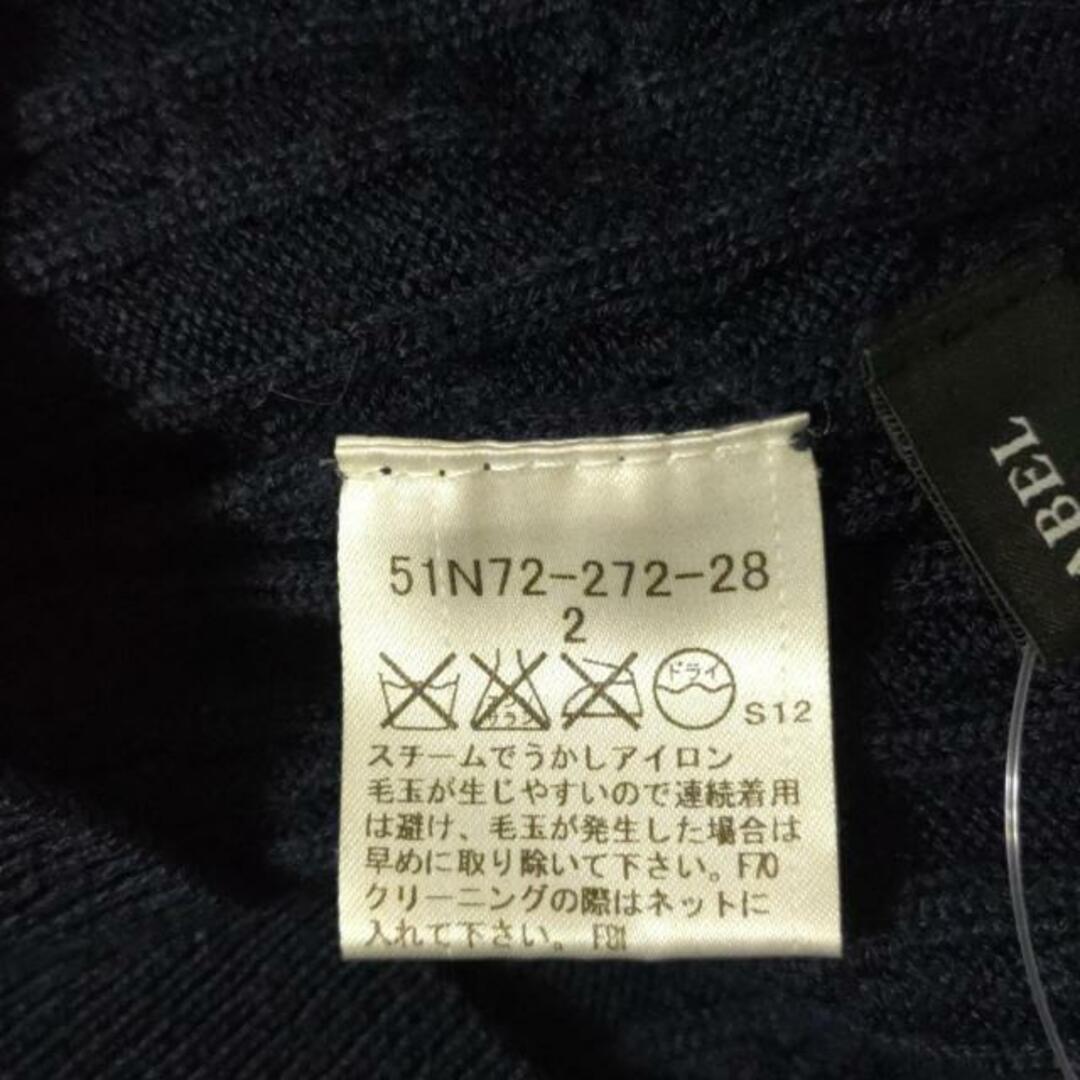 51N72-272-28
2
ドライ
S12
スチームでうかしアイロン
毛玉が生じやすいので連続着用
は避け、毛玉が発生した場合は
早めに取り除いて下さい。F70
クリーニングの際はネットに
入れて下さい。F81
ABEL